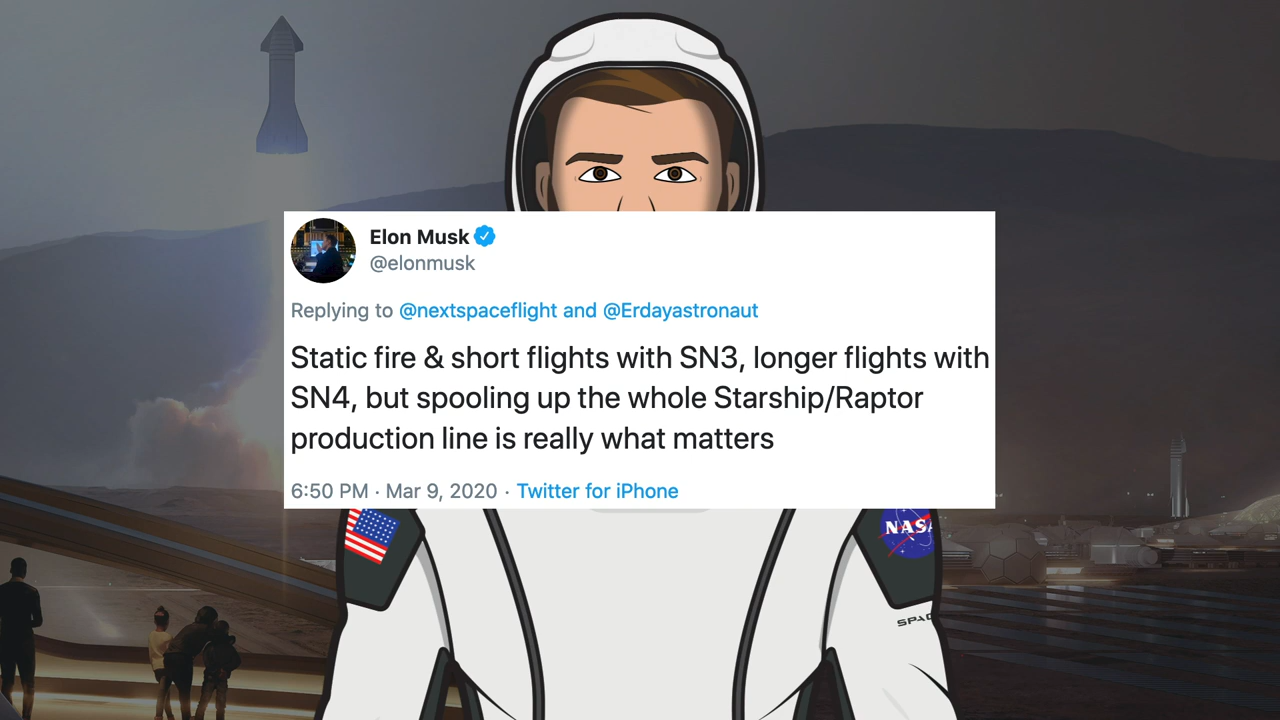 Elon Musk
@elonmusk
Replying to @nextspaceflight and @Erdayastronaut
Static fire & short flights with SN3, longer flights with
SN4, but spooling up the whole Starship/Raptor
production line is really what matters
6:50 PM · Mar 9, 2020 · Twitter for iPhone
NASA